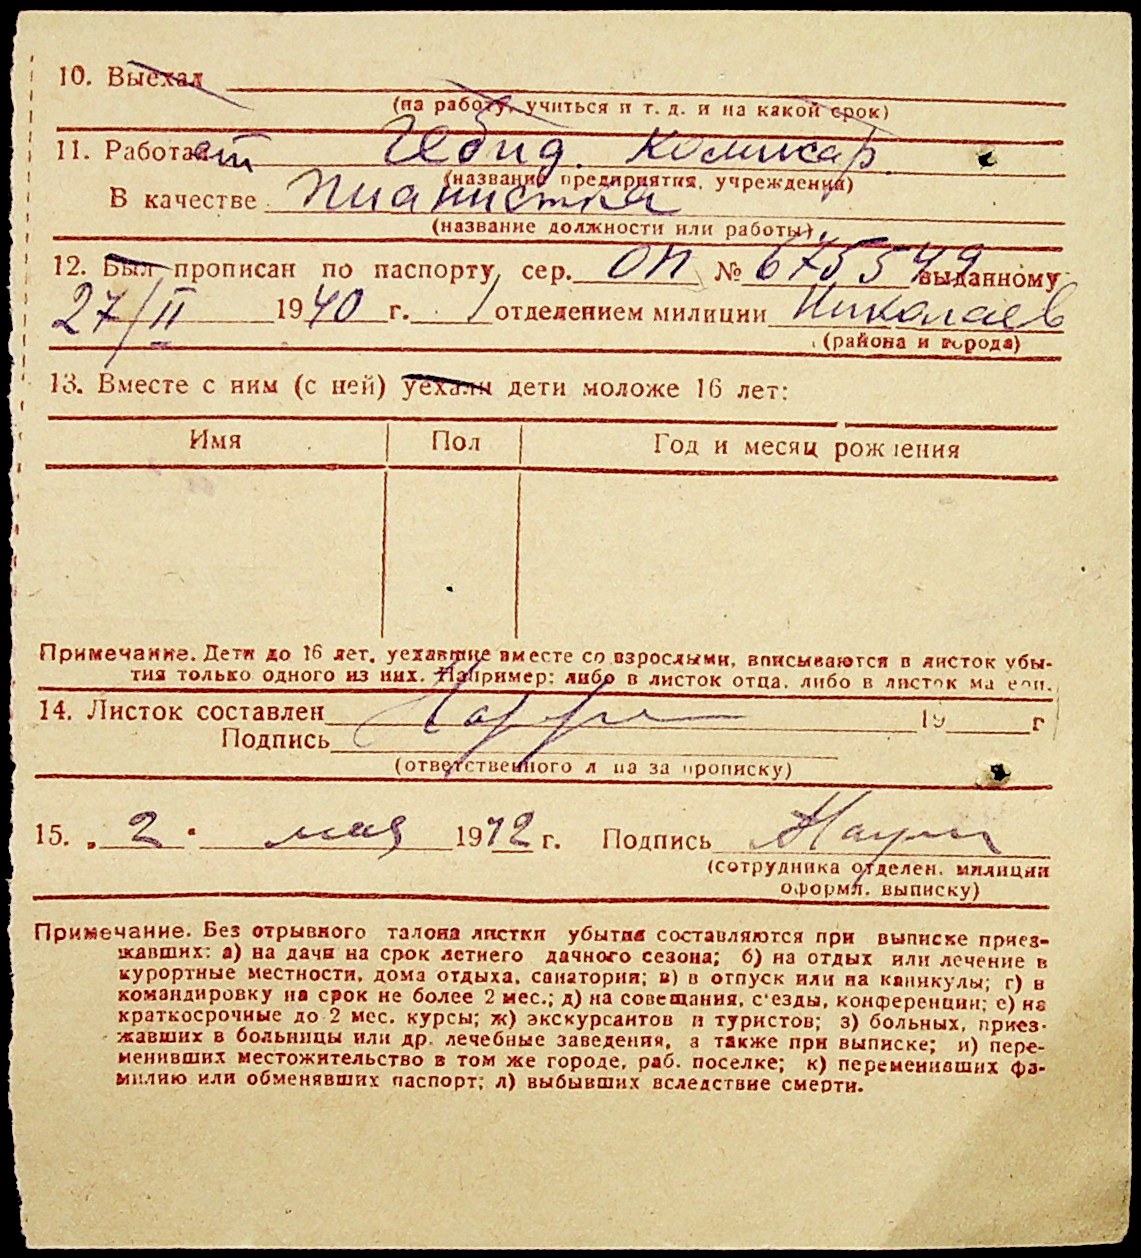 10. Выехал
(на работу, учиться и т. д. и на какой срок)
11. Работает Гебид. Комисар.
(название предприятия, учреждения)
В качестве Пианистка
(название должности или работы)
12. Был прописан по паспорту, сер. ОП № 675549 выданному
27/II 1940 г. 1 отделением милиции Николаев
(района и города)
13. Вместе с ним (с ней) уехали дети моложе 16 лет:
Имя Пол Год и месяц рождения
Примечание. Дети до 16 лет, уехавшие вместе со взрослыми, вписываются в листок убы-
тия только одного из них. Например: либо в листок отца, либо в листок матери.
14. Листок составлен 19 г
Подпись
(ответственного лица за прописку)
15. „ 2 " мая 1942 г. Подпись
(сотрудника отделен. милиции
оформл. выписку)
Примечание. Без отрывного талона листки убытия составляются при выписке приез-
жавших: а) на дачи на срок летнего дачного сезона; б) на отдых или лечение в
курортные местности, дома отдыха, санатория; в) в отпуск или на каникулы; г) в
командировку на срок не более 2 мес.; д) на совещания, с'езды, конференции; е) на
краткосрочные до 2 мес. курсы; ж) экскурсантов и туристов; з) больных, приез-
жавших в больницы или др. лечебные заведения, а также при выписке; и) пере-
менивших местожительство в том же городе, раб. поселке; к) переменивших фа-
милию или обменявших паспорт; л) выбывших вследствие смерти.